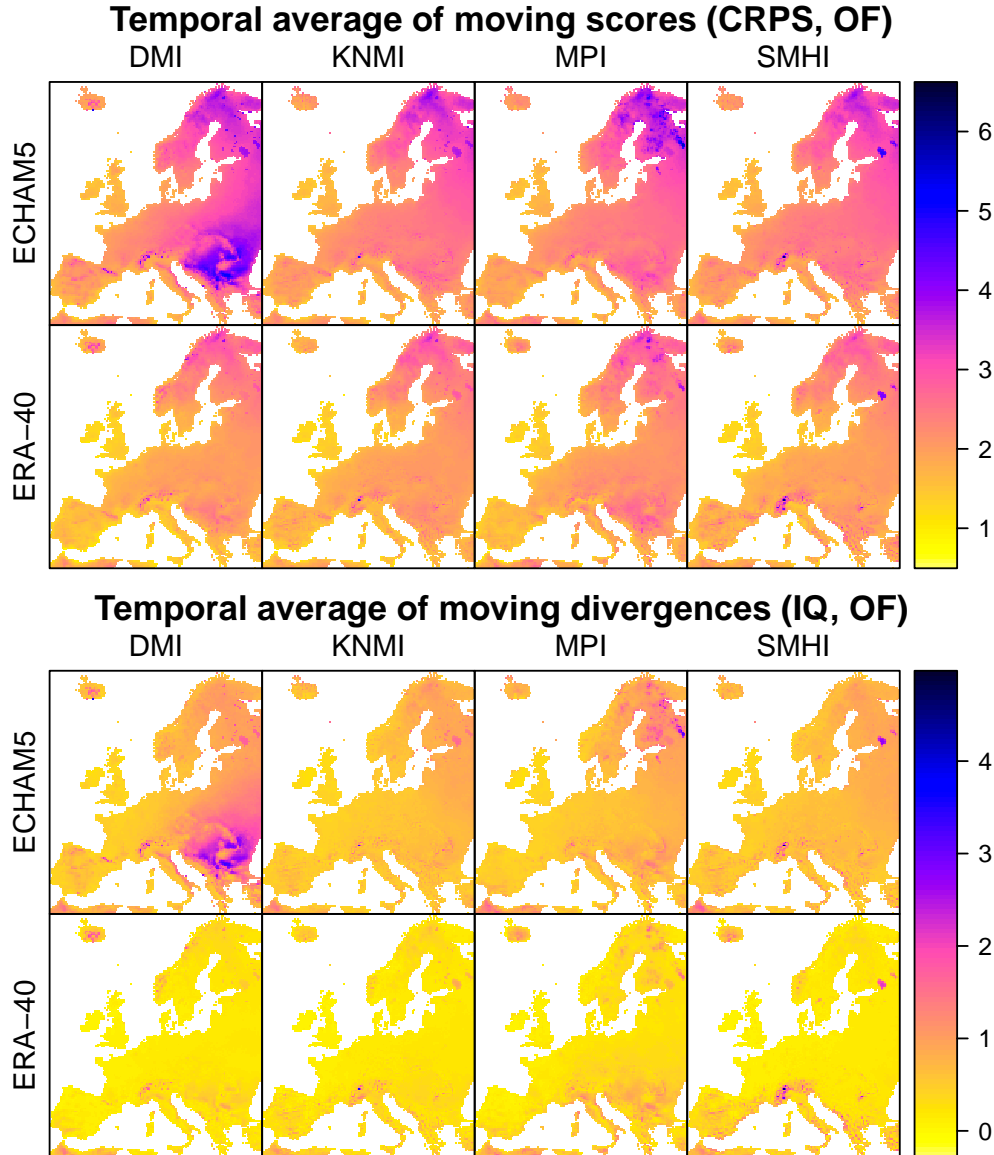 Temporal average of moving scores (CRPS, OF)
DMI KNMI MPI SMHI
ECHAM5
ERA−40
6
5
4
3
2
1
Temporal average of moving divergences (IQ, OF)
DMI KNMI MPI SMHI
ECHAM5
ERA−40
4
3
2
1
0